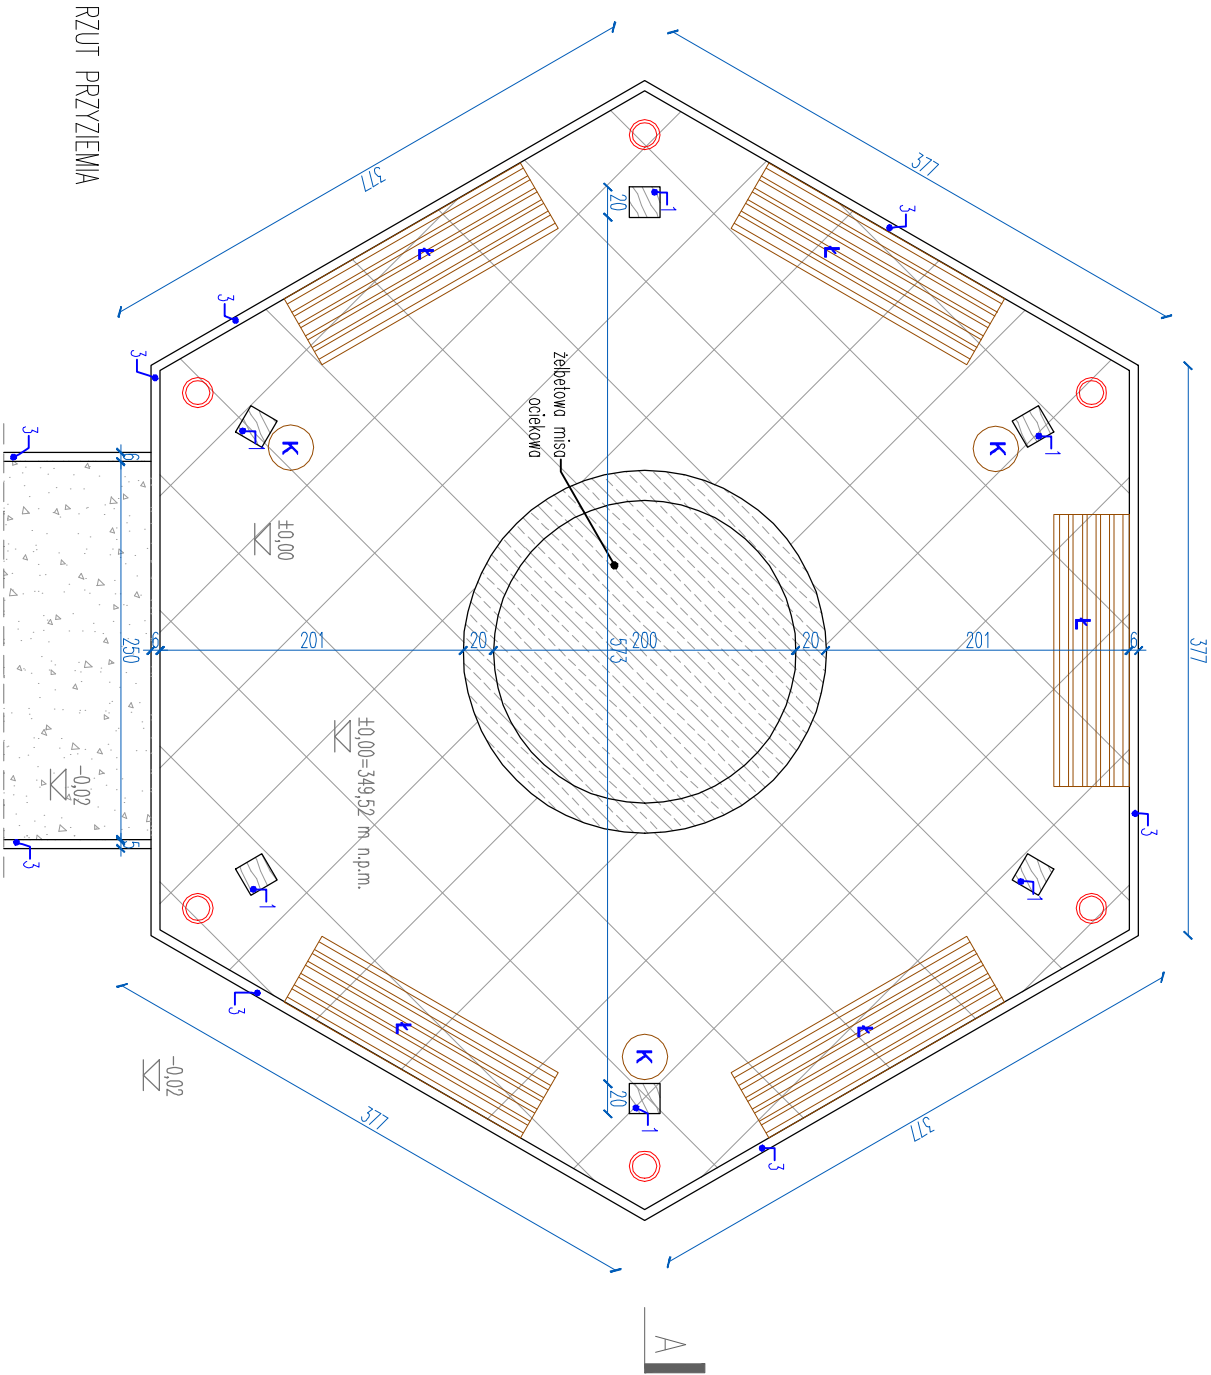 RZUT PRZYZIEMIA
377
377
377
377
377
3
3
3
3
3
3
3
3
1
1
1
1
1
1
Ł
Ł
Ł
Ł
Ł
K
K
K
20
573
20
żelbetowa misa
ociekowa
6
201
20
200
20
201
6
6
250
5
±0,00
±0,00=349,52 m n.p.m.
-0,02
-0,02
A